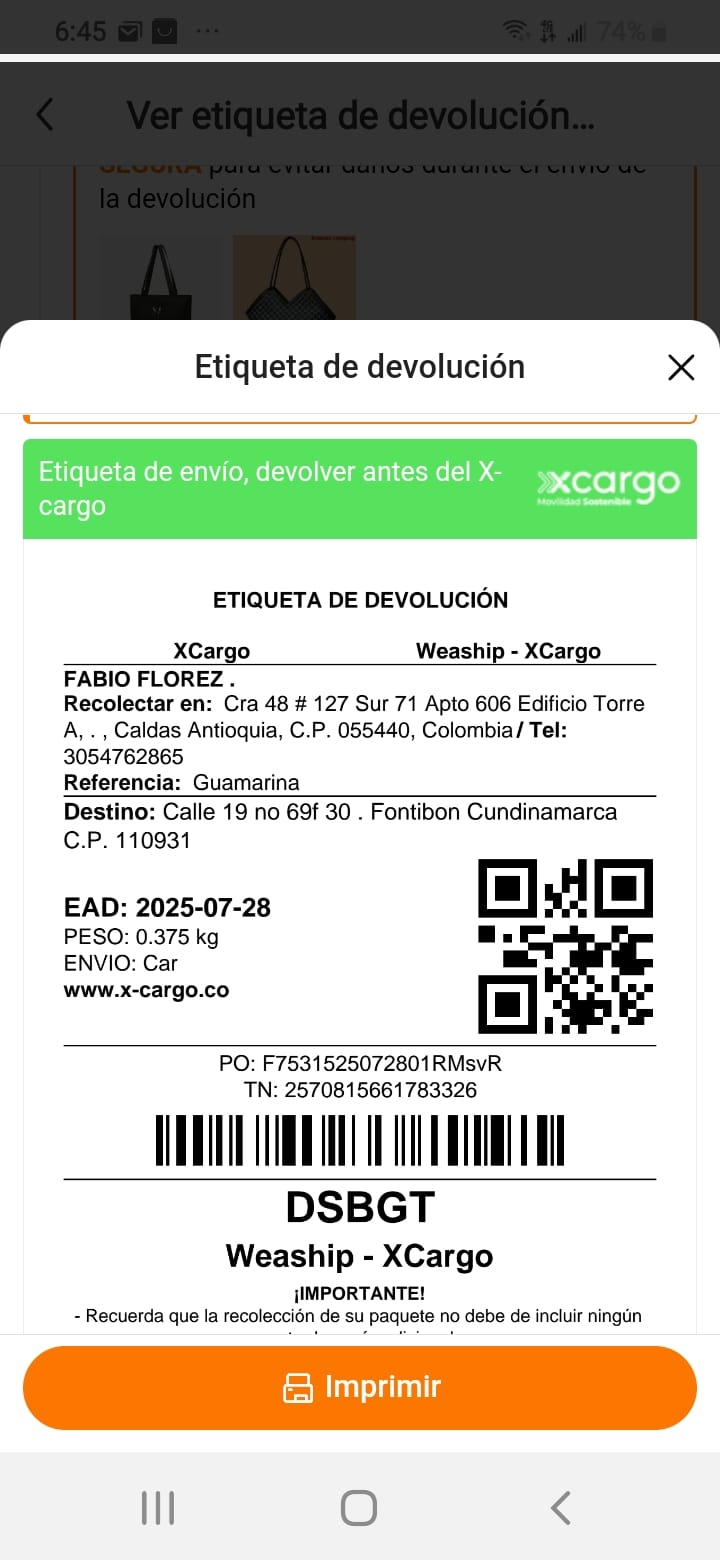 6:45
74%
Ver etiqueta de devolución...
SEGURA para evitar daños durante el envío de
la devolución
Etiqueta de devolución
Etiqueta de envío, devolver antes del X-
cargo
xcargo
Movilidad Sostenible
ETIQUETA DE DEVOLUCIÓN
XCargo Weaship - XCargo
FABIO FLOREZ .
Recolectar en: Cra 48 # 127 Sur 71 Apto 606 Edificio Torre
A, . , Caldas Antioquia, C.P. 055440, Colombia / Tel:
3054762865
Referencia: Guamarina
Destino: Calle 19 no 69f 30 . Fontibon Cundinamarca
C.P. 110931
EAD: 2025-07-28
PESO: 0.375 kg
ENVIO: Car
www.x-cargo.co
PO: F7531525072801RMsvR
TN: 2570815661783326
DSBGT
Weaship - XCargo
¡IMPORTANTE!
- Recuerda que la recolección de su paquete no debe de incluir ningún
Imprimir